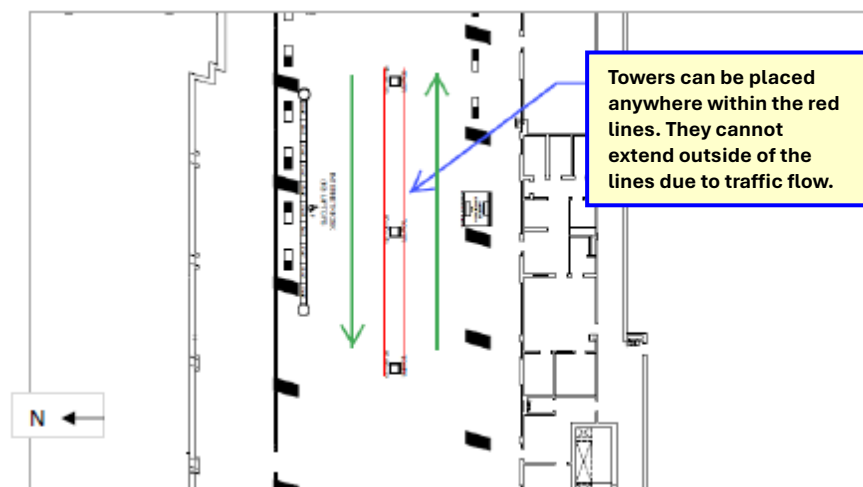 Towers can be placed
anywhere within the red
lines. They cannot
extend outside of the
lines due to traffic flow.
N